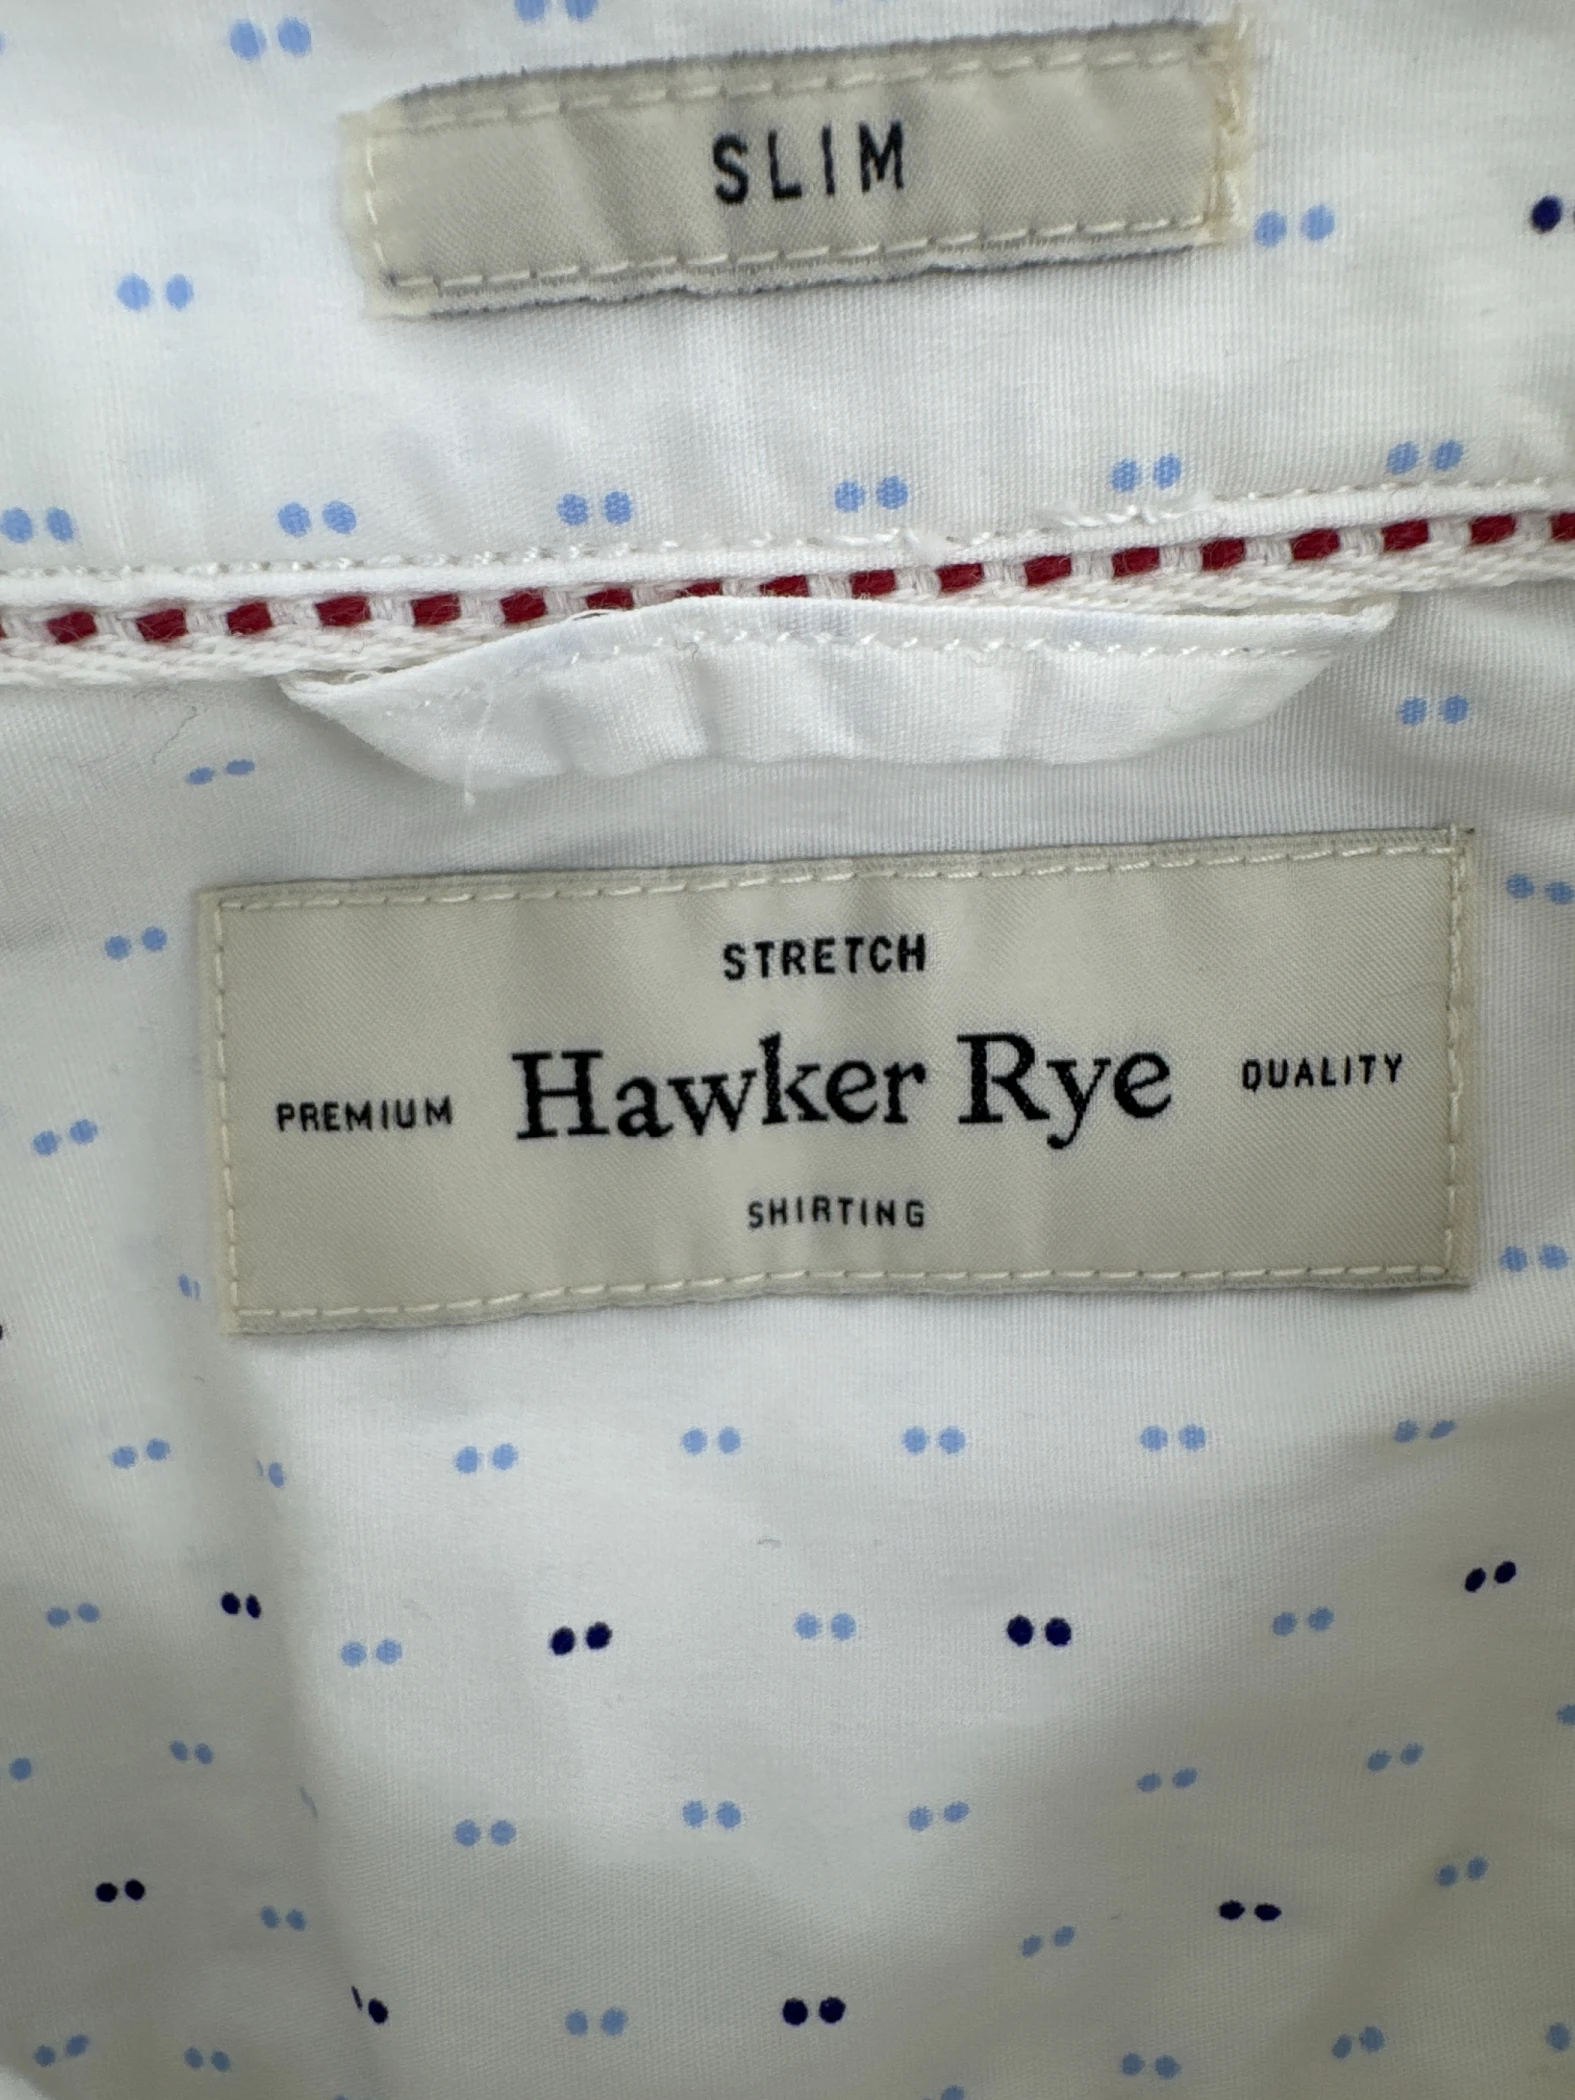 SLIM
STRETCH
PREMIUM Hawker Rye QUALITY
SHIRTING